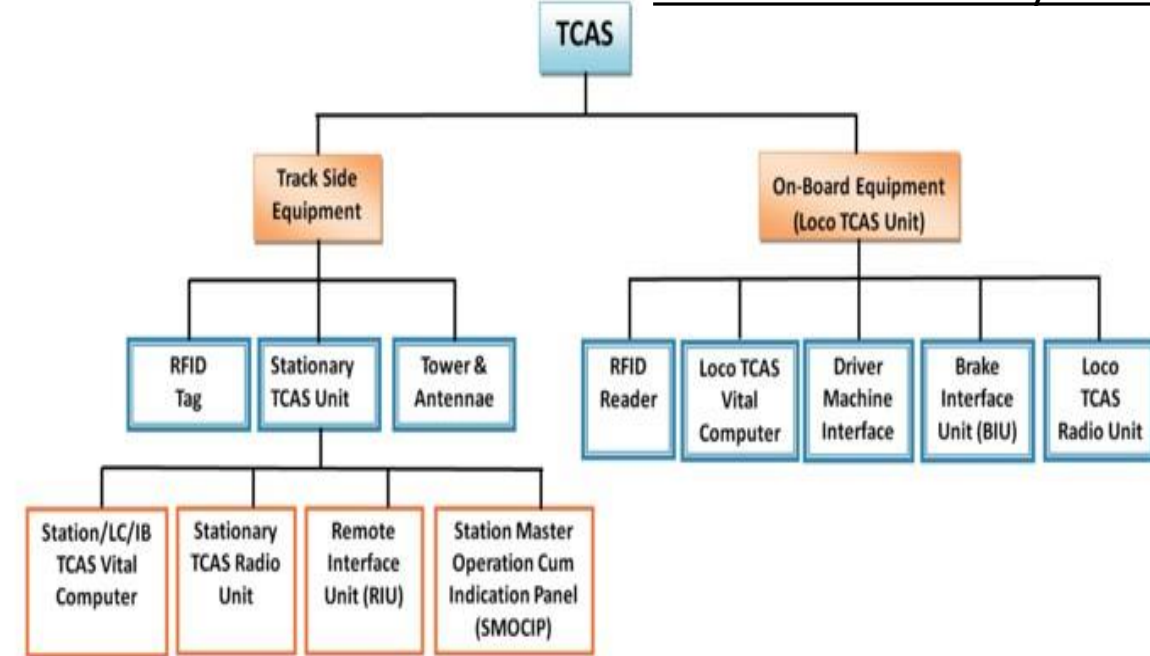 TCAS
Track Side
Equipment
On-Board Equipment
(Loco TCAS Unit)
RFID
Tag
Stationary
TCAS Unit
Tower &
Antennae
RFID
Reader
Loco TCAS
Vital
Computer
Driver
Machine
Interface
Brake
Interface
Unit (BIU)
Loco
TCAS
Radio Unit
Station/LC/IB
TCAS Vital
Computer
Stationary
TCAS Radio
Unit
Remote
Interface
Unit (RIU)
Station Master
Operation Cum
Indication Panel
(SMOCIP)